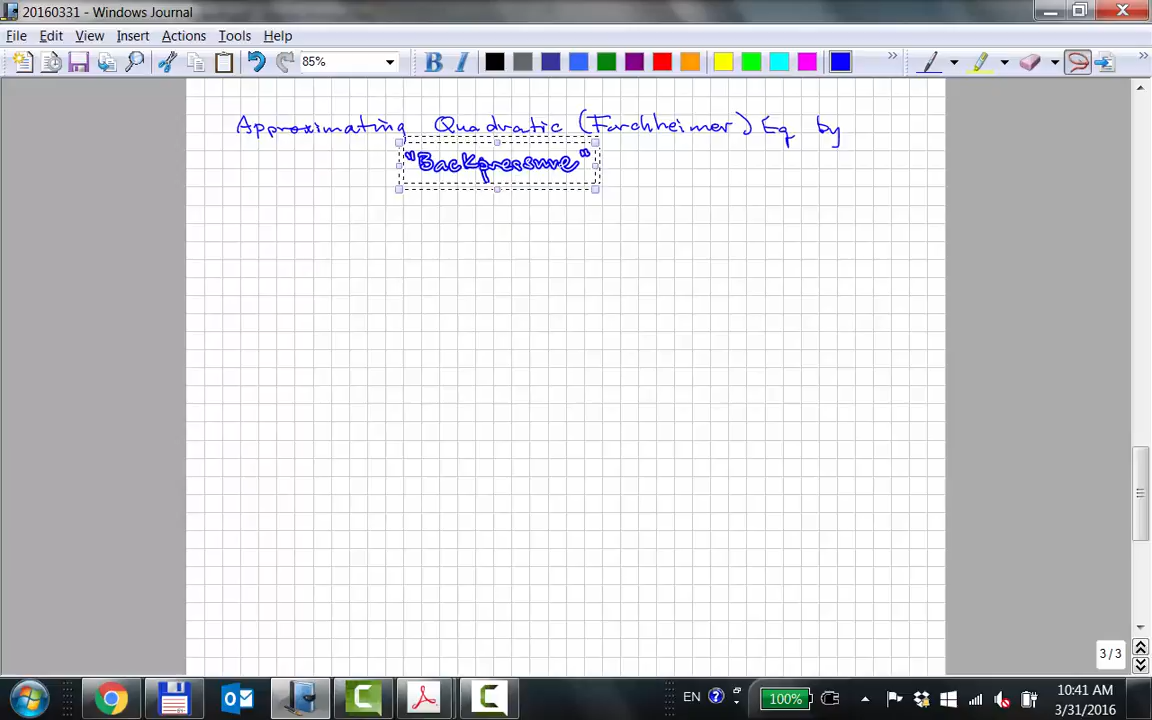 20160331 - Windows Journal
File Edit View Insert Actions Tools Help
85%
B I
Approximating Quadratic (Forchheimer) Eq by
"Backpressure"
3 / 3
EN
100%
10:41 AM
3/31/2016